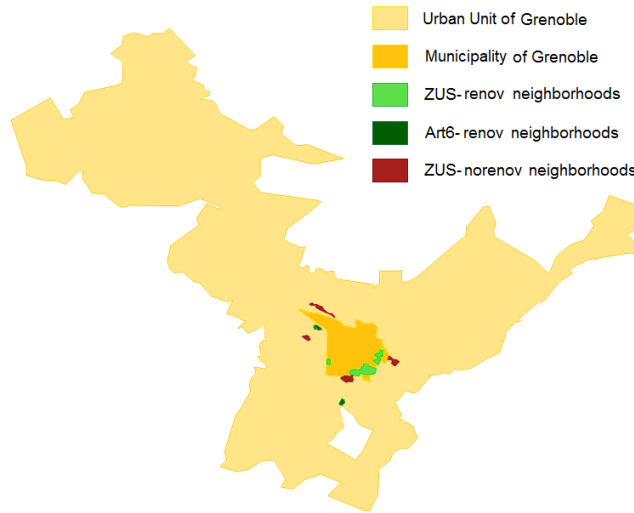 Urban Unit of Grenoble
Municipality of Grenoble
ZUS-renov neighborhoods
Art6-renov neighborhoods
ZUS-norenov neighborhoods